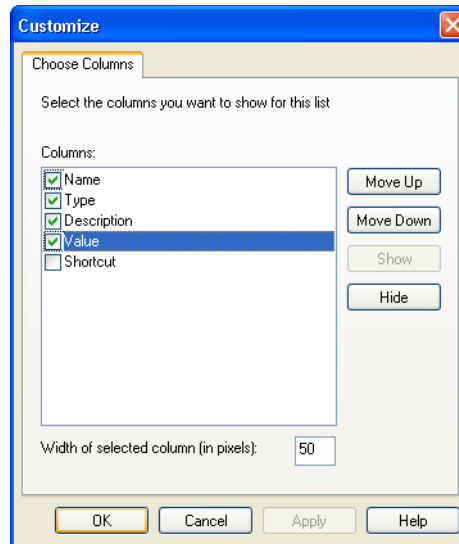 Customize
Choose Columns
Select the columns you want to show for this list
Columns:
Name
Type
Description
Value
Shortcut
Move Up
Move Down
Show
Hide
Width of selected column (in pixels): 50
OK Cancel Apply Help